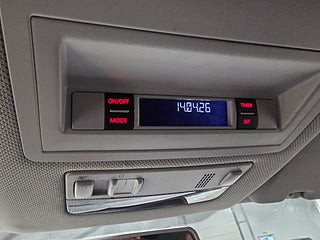 ON/OFF
14:04.26
TIMER
MODE
SET